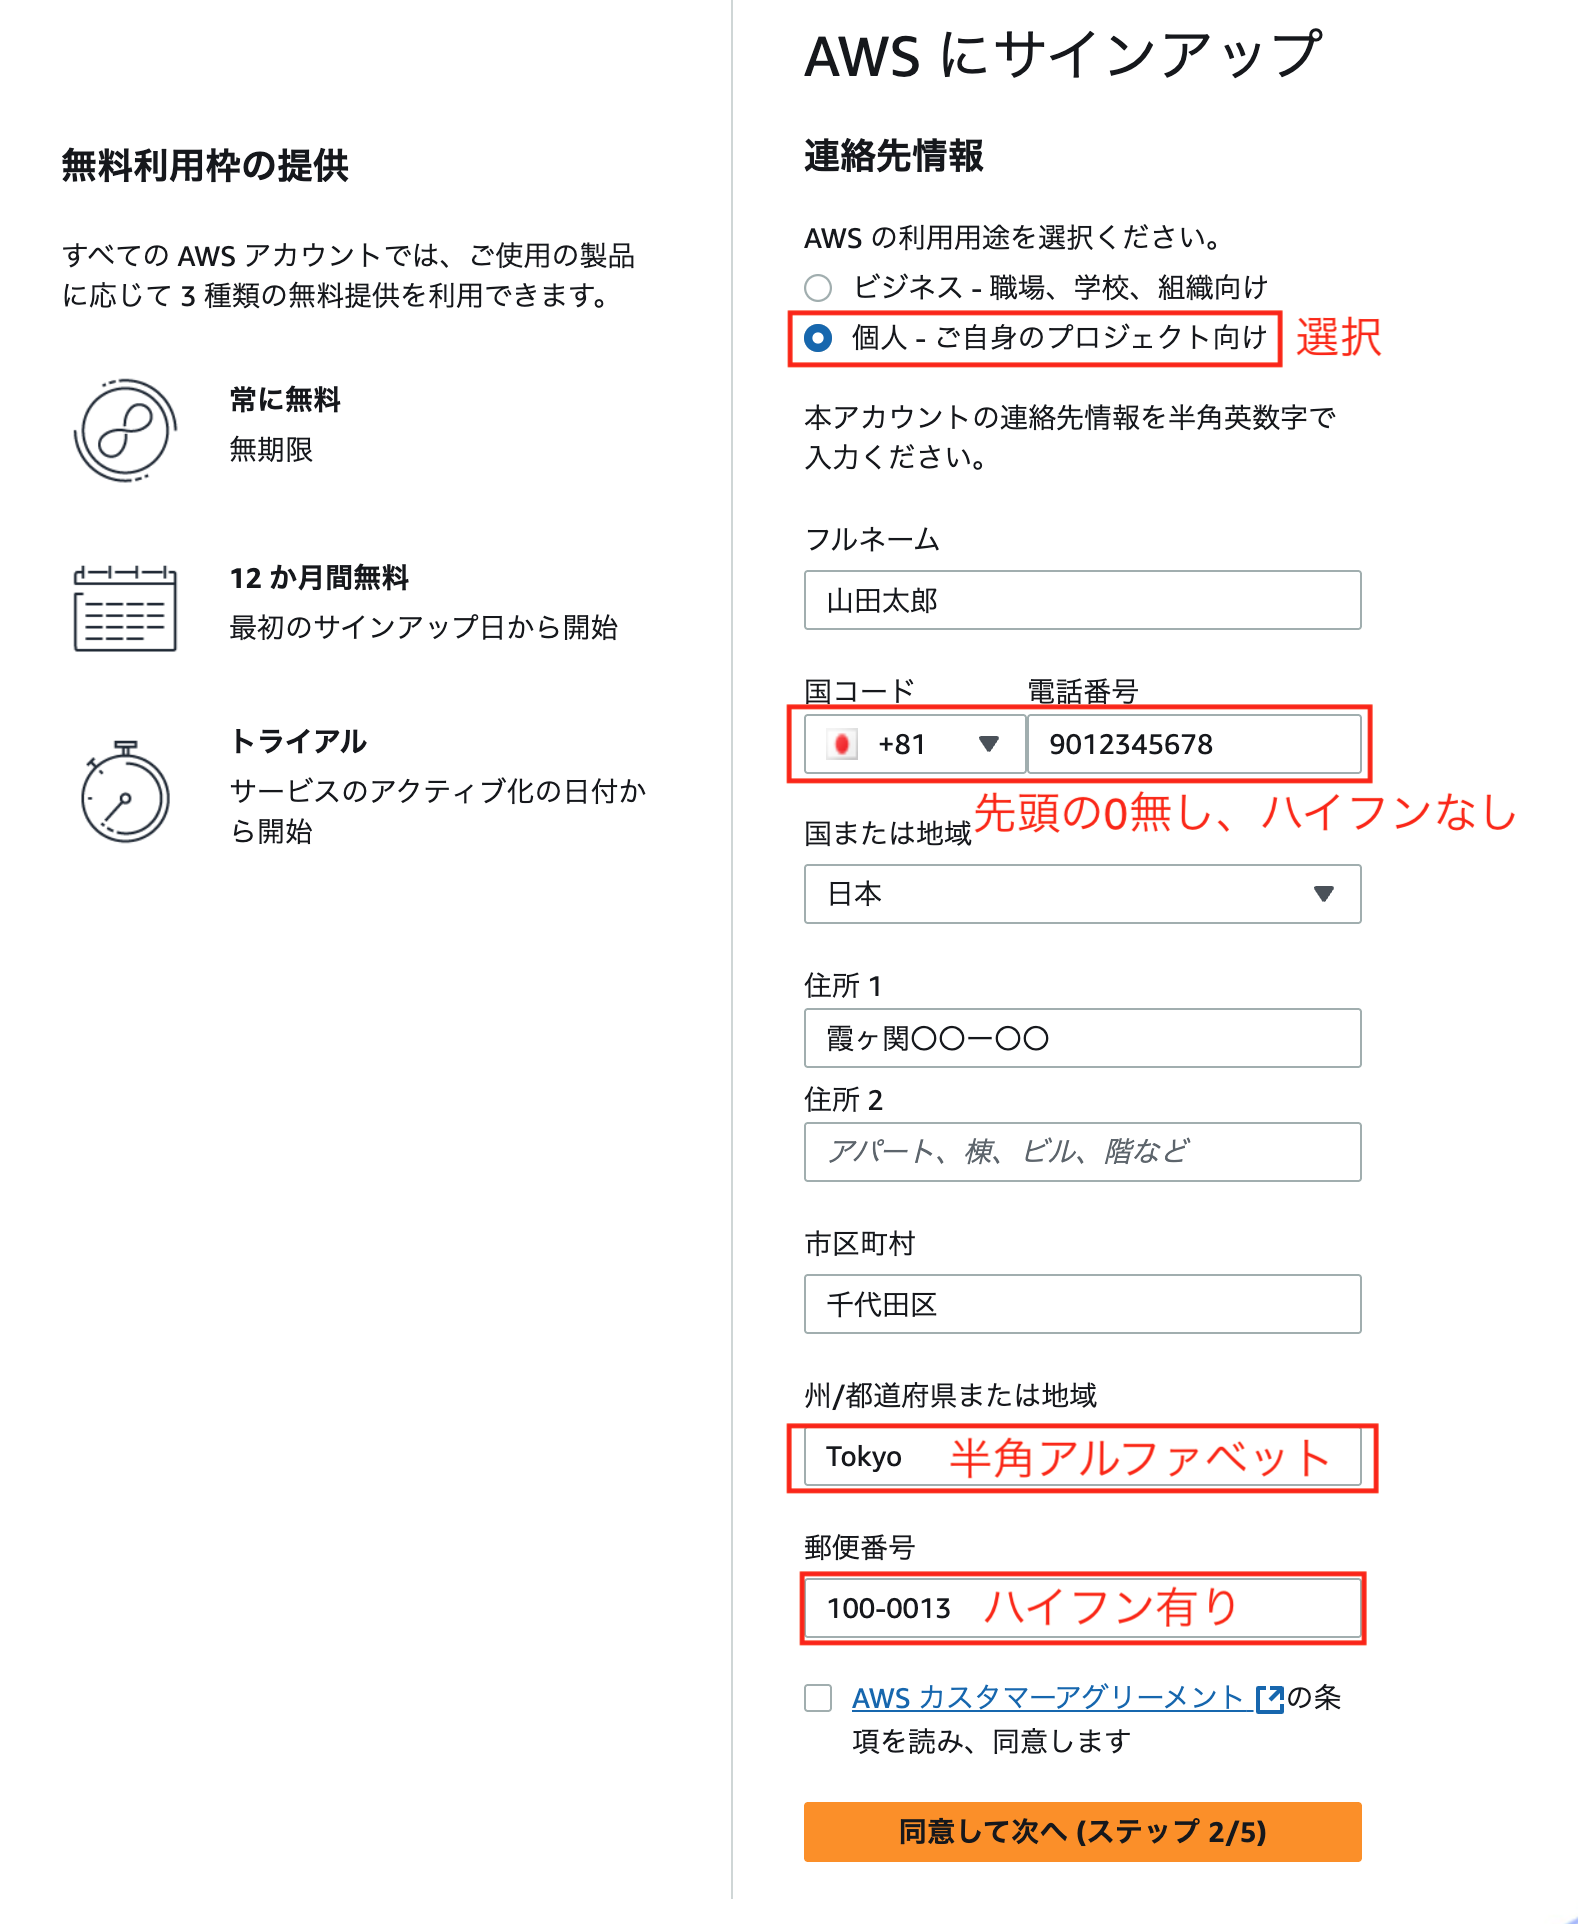 無料利用枠の提供
すべての AWS アカウントでは、ご使用の製品
に応じて 3 種類の無料提供を利用できます。
常に無料
無期限
12 か月間無料
最初のサインアップ日から開始
トライアル
サービスのアクティブ化の日付か
ら開始
AWS にサインアップ
連絡先情報
AWS の利用用途を選択ください。
ビジネス - 職場、学校、組織向け
個人 - ご自身のプロジェクト向け 選択
本アカウントの連絡先情報を半角英数字で
入力ください。
フルネーム
山田太郎
国コード 電話番号
+81 9012345678
先頭の0無し、ハイフンなし
国または地域
日本
住所 1
霞ヶ関〇〇ー〇〇
住所 2
アパート、棟、ビル、階など
市区町村
千代田区
州/都道府県または地域
Tokyo 半角アルファベット
郵便番号
100-0013 ハイフン有り
AWS カスタマーアグリーメント の条
項を読み、同意します
同意して次へ (ステップ 2/5)